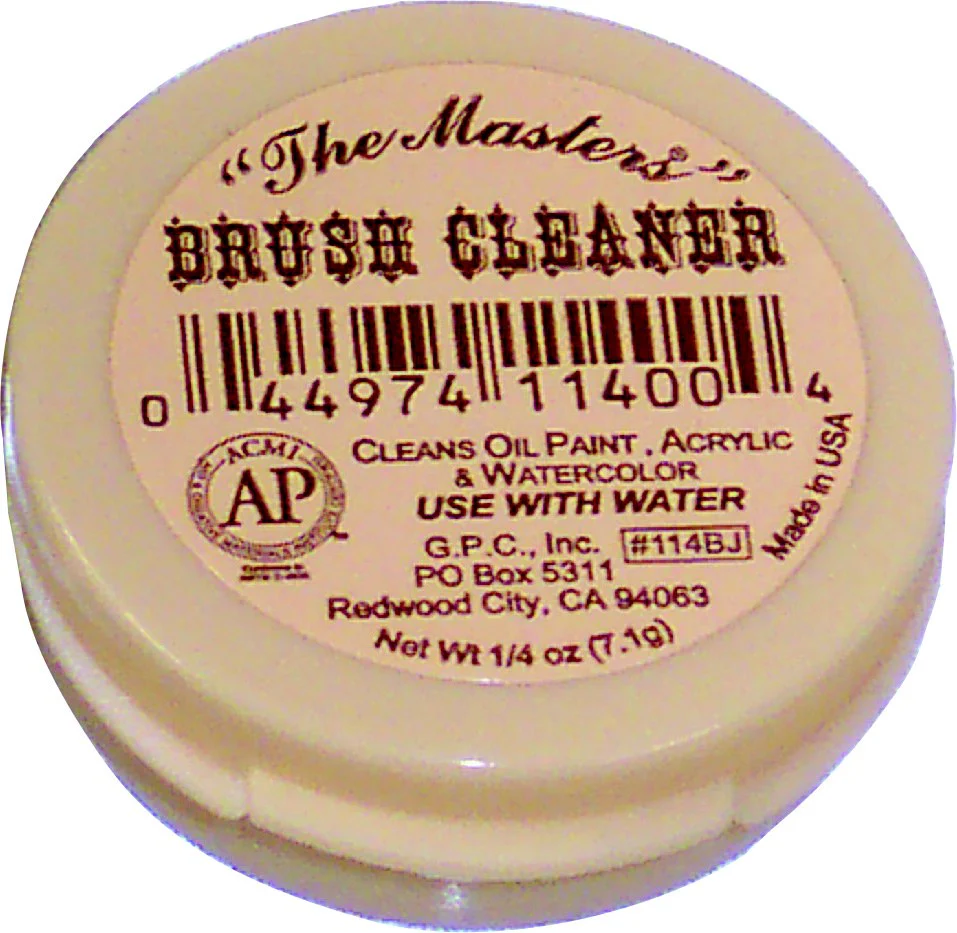 "The Masters®"
BRUSH CLEANER
0 44974 11400 4
CLEANS OIL PAINT, ACRYLIC
& WATERCOLOR
USE WITH WATER
Made in USA
ACMI
AP
G.P.C., Inc. #114BJ
PO Box 5311
Redwood City, CA 94063
Net Wt 1/4 oz (7.1g)